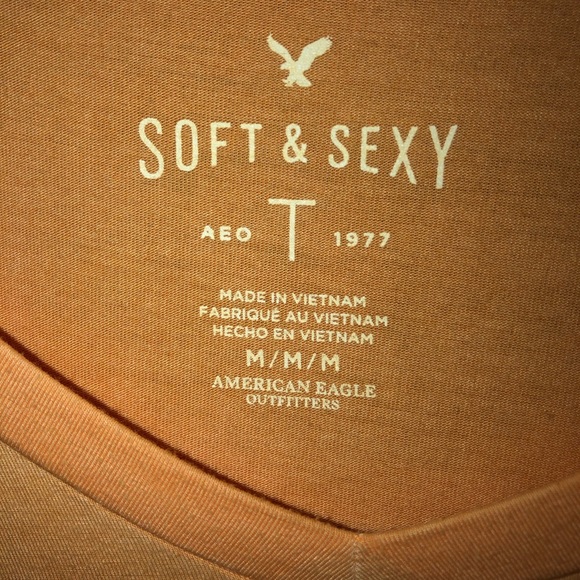 SOFT & SEXY
AEO T 1977
MADE IN VIETNAM
FABRIQUÉ AU VIETNAM
HECHO EN VIETNAM
M/M/M
AMERICAN EAGLE
OUTFITTERS